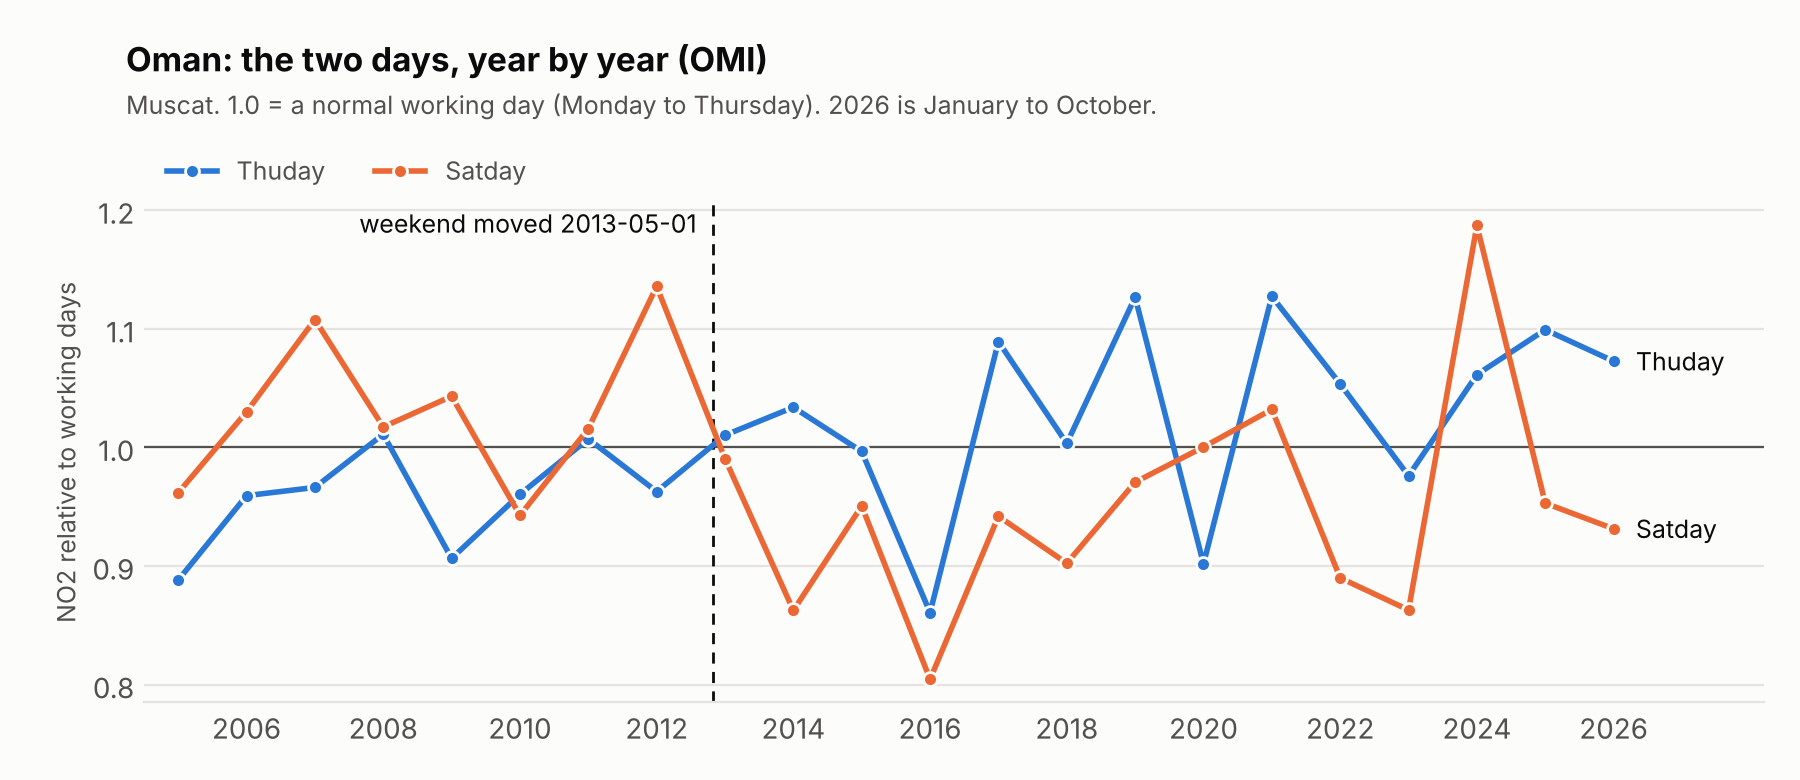 Oman: the two days, year by year (OMI)
Muscat. 1.0 = a normal working day (Monday to Thursday). 2026 is January to October.
Thuday
Satday
NO2 relative to working days
1.2
1.1
1.0
0.9
0.8
weekend moved 2013-05-01
Thuday
Satday
2006
2008
2010
2012
2014
2016
2018
2020
2022
2024
2026